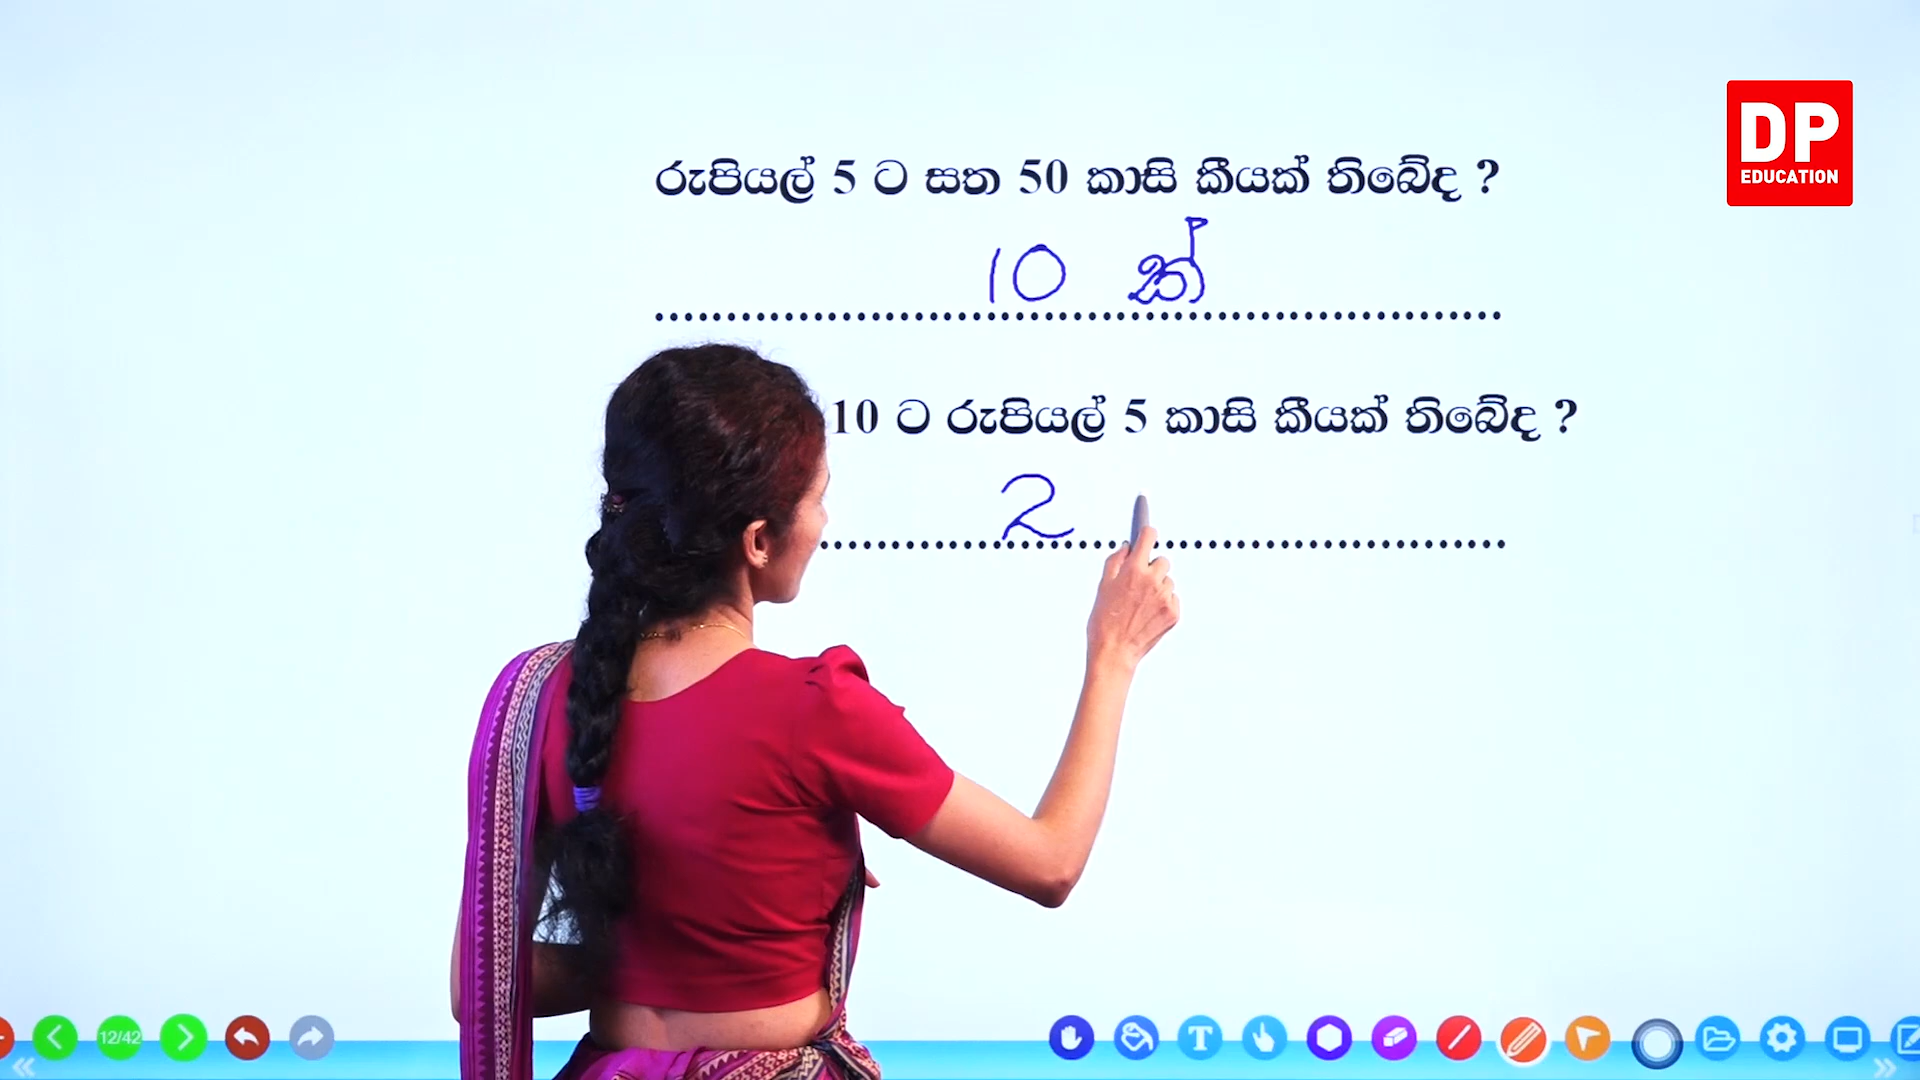 DP
EDUCATION
රුපියල් 5 ට සත 50 කාසි කීයක් තිබේද ?
10 ක්
10 ට රුපියල් 5 කාසි කීයක් තිබේද ?
2
12/42